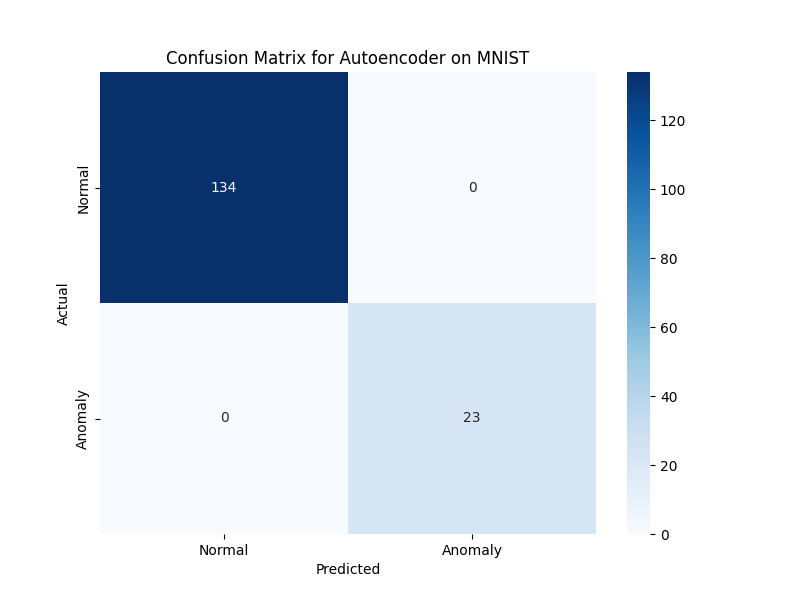 Confusion Matrix for Autoencoder on MNIST
Normal
Anomaly
Actual
134
0
0
23
Normal
Anomaly
Predicted
120
100
80
60
40
20
0